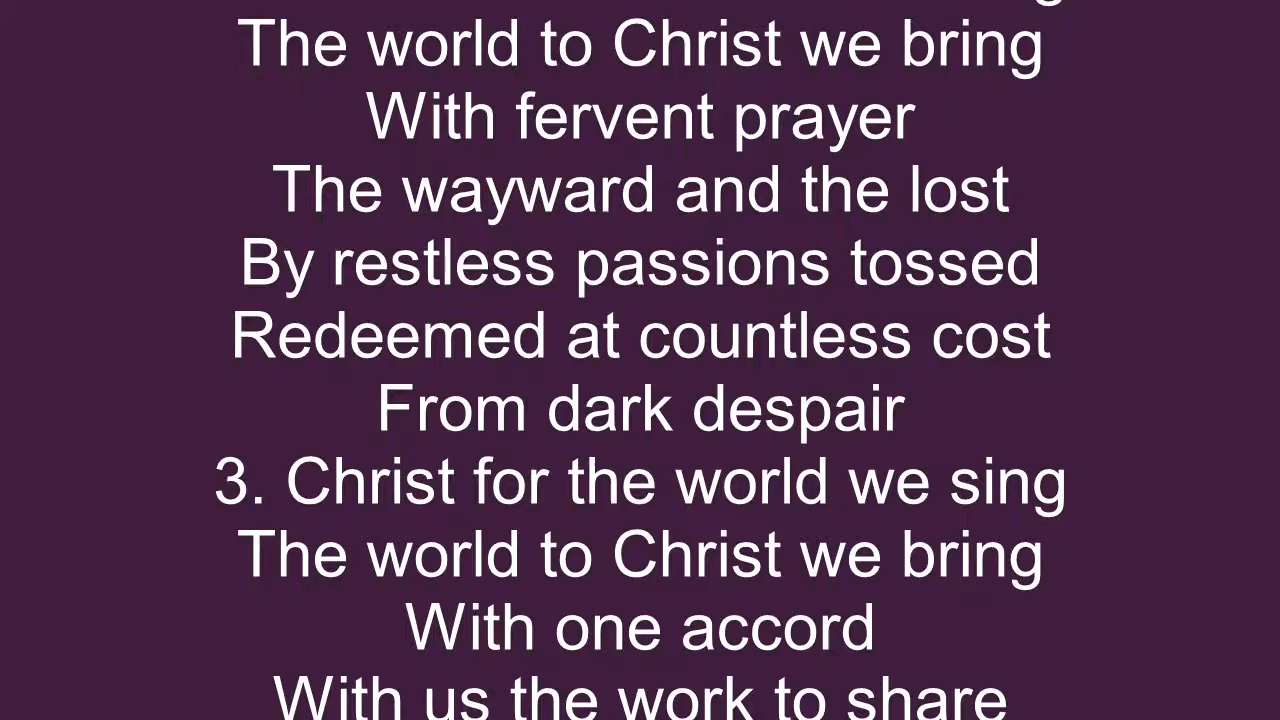 The world to Christ we bring
With fervent prayer
The wayward and the lost
By restless passions tossed
Redeemed at countless cost
From dark despair
3. Christ for the world we sing
The world to Christ we bring
With one accord
With us the work to share